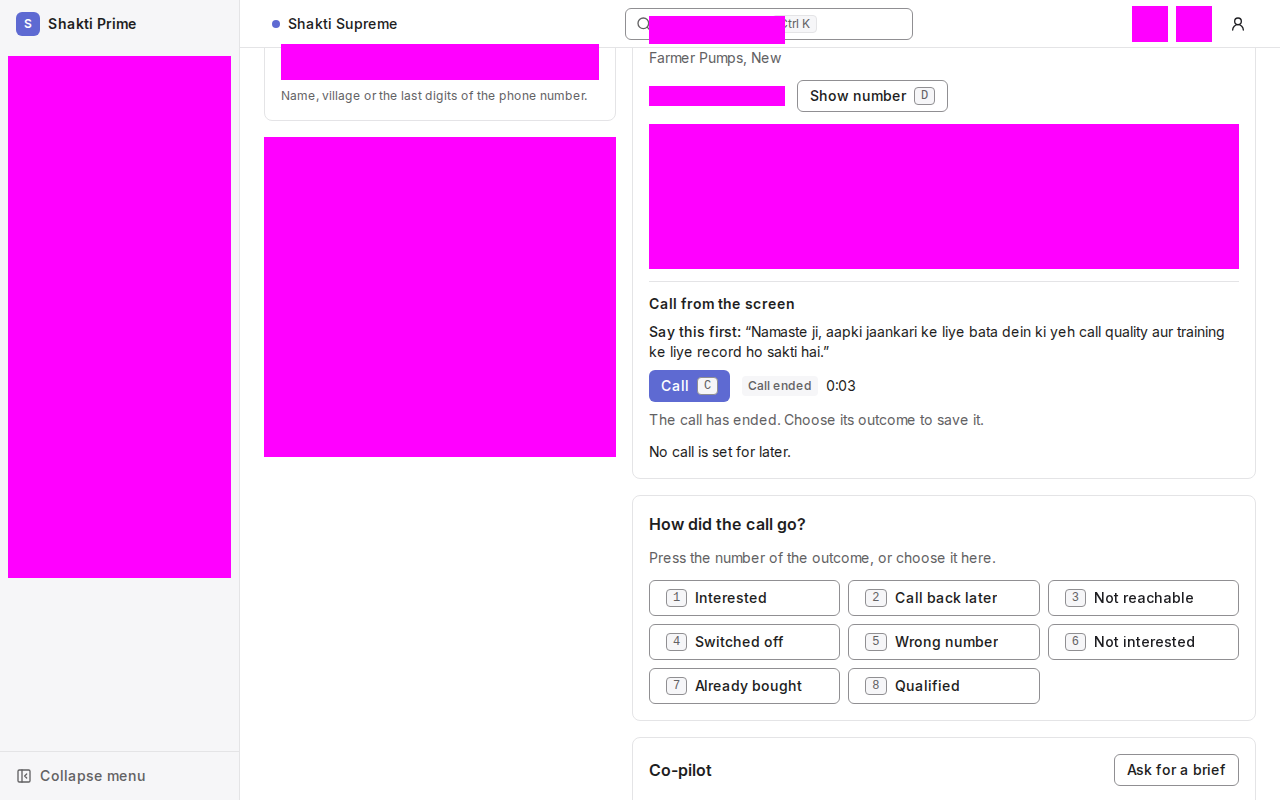 S Shakti Prime
Shakti Supreme
Ctrl K
Farmer Pumps, New
Name, village or the last digits of the phone number.
Show number D
Call from the screen
Say this first: “Namaste ji, aapki jaankari ke liye bata dein ki yeh call quality aur training
ke liye record ho sakti hai.”
Call C Call ended 0:03
The call has ended. Choose its outcome to save it.
No call is set for later.
How did the call go?
Press the number of the outcome, or choose it here.
1 Interested
2 Call back later
3 Not reachable
4 Switched off
5 Wrong number
6 Not interested
7 Already bought
8 Qualified
Co-pilot
Ask for a brief
Collapse menu